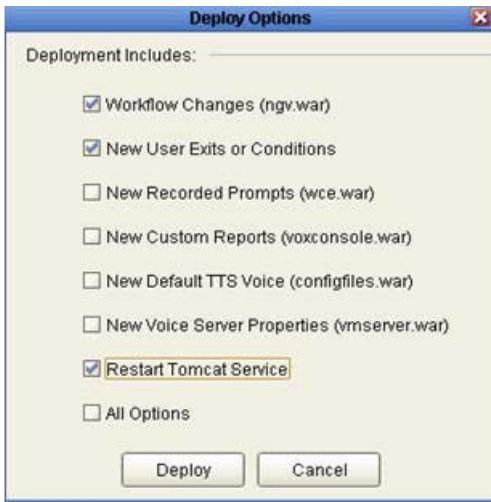 Deploy Options
Deployment Includes:
Workflow Changes (ngv.war)
New User Exits or Conditions
New Recorded Prompts (wce.war)
New Custom Reports (voxconsole.war)
New Default TTS Voice (configfiles.war)
New Voice Server Properties (vmserver.war)
Restart Tomcat Service
All Options
Deploy
Cancel